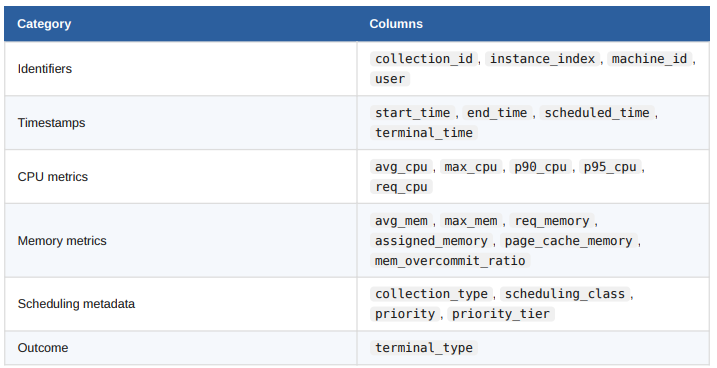 Category Columns
Identifiers collection_id, instance_index, machine_id,
user
Timestamps start_time, end_time, scheduled_time,
terminal_time
CPU metrics avg_cpu, max_cpu, p90_cpu, p95_cpu,
req_cpu
Memory metrics avg_mem, max_mem, req_memory,
assigned_memory, page_cache_memory,
mem_overcommit_ratio
Scheduling metadata collection_type, scheduling_class,
priority, priority_tier
Outcome terminal_type